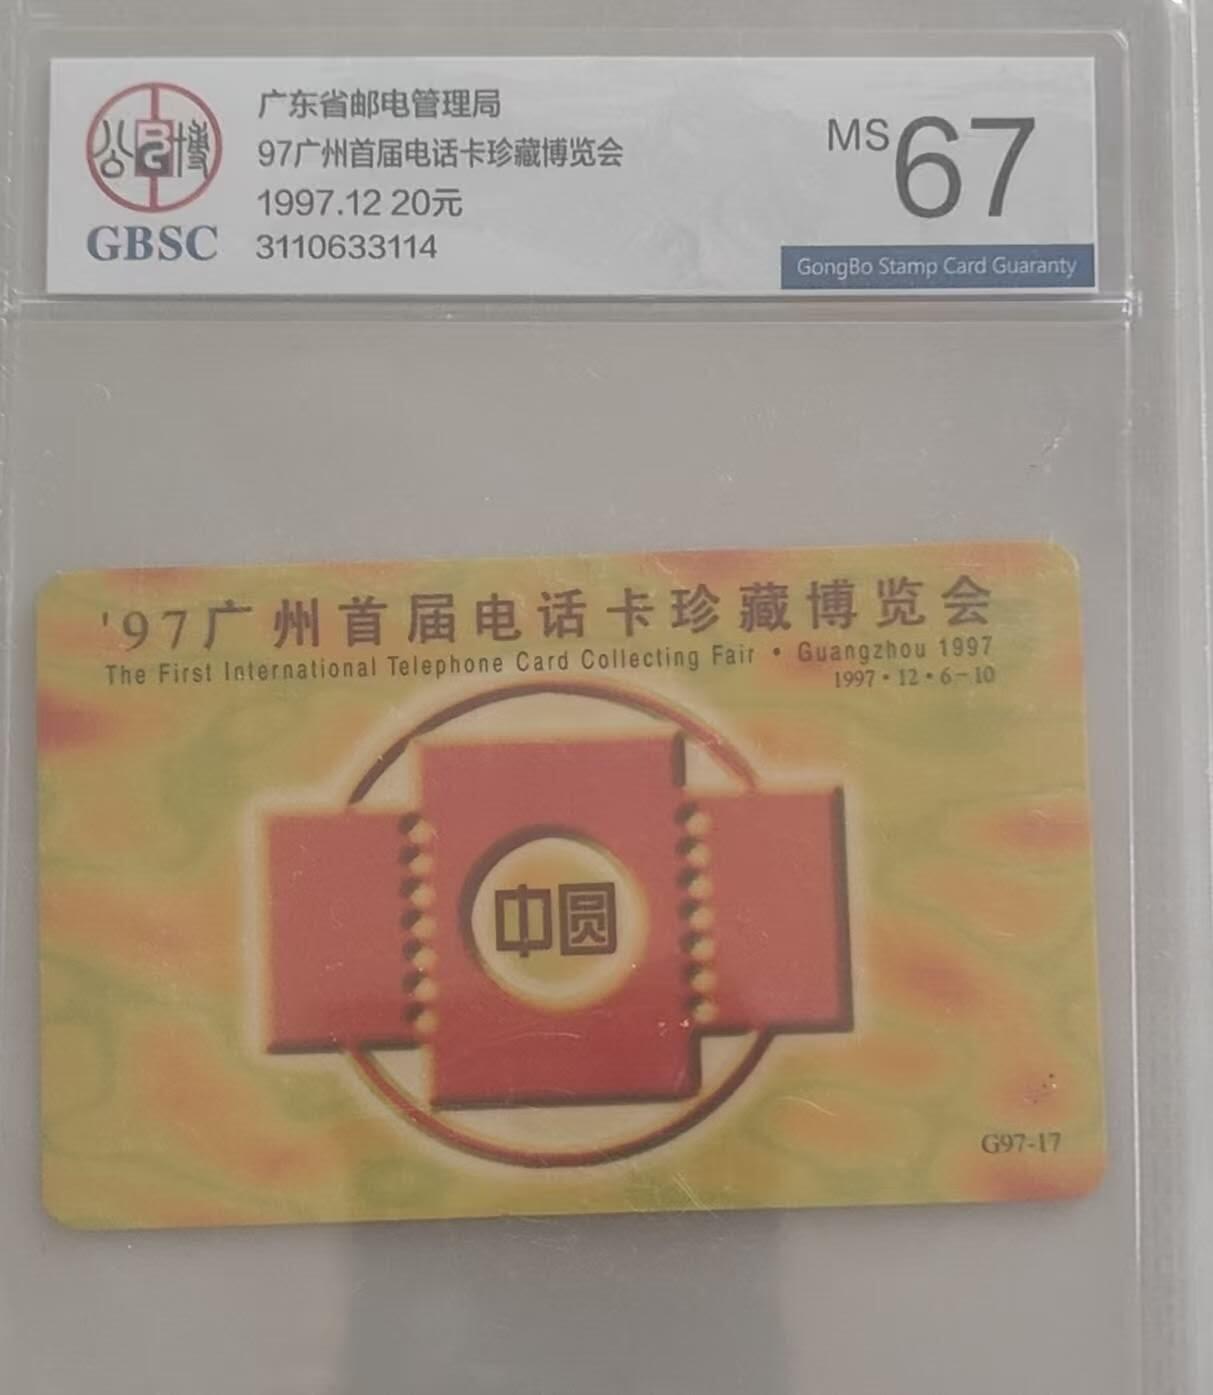 公博
GBSC
广东省邮电管理局
97广州首届电话卡珍藏博览会
1997.12 20元
3110633114
MS 67
GongBo Stamp Card Guaranty
'97广州首届电话卡珍藏博览会
The First International Telephone Card Collecting Fair • Guangzhou 1997
1997·12·6-10
中圆
G97-17